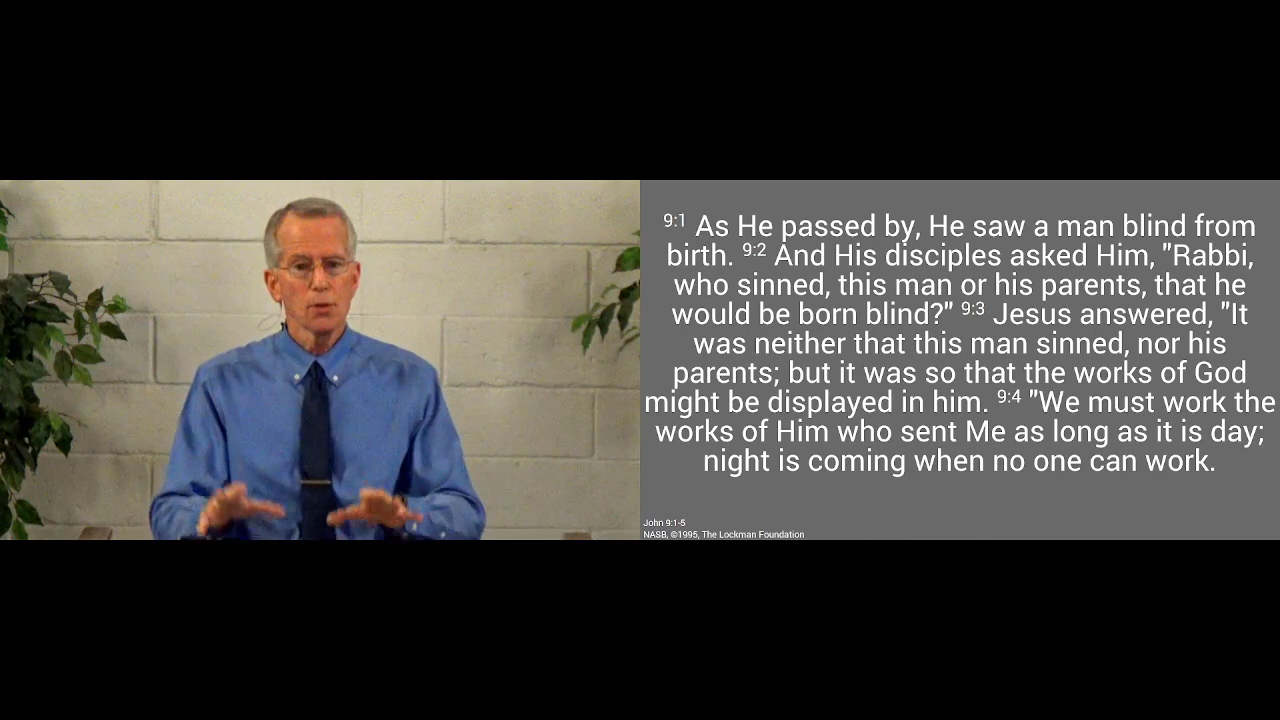 9:1 As He passed by, He saw a man blind from
birth. 9:2 And His disciples asked Him, "Rabbi,
who sinned, this man or his parents, that he
would be born blind?" 9:3 Jesus answered, "It
was neither that this man sinned, nor his
parents; but it was so that the works of God
might be displayed in him. 9:4 "We must work the
works of Him who sent Me as long as it is day;
night is coming when no one can work.
John 9:1-5
NASB, ©1995, The Lockman Foundation